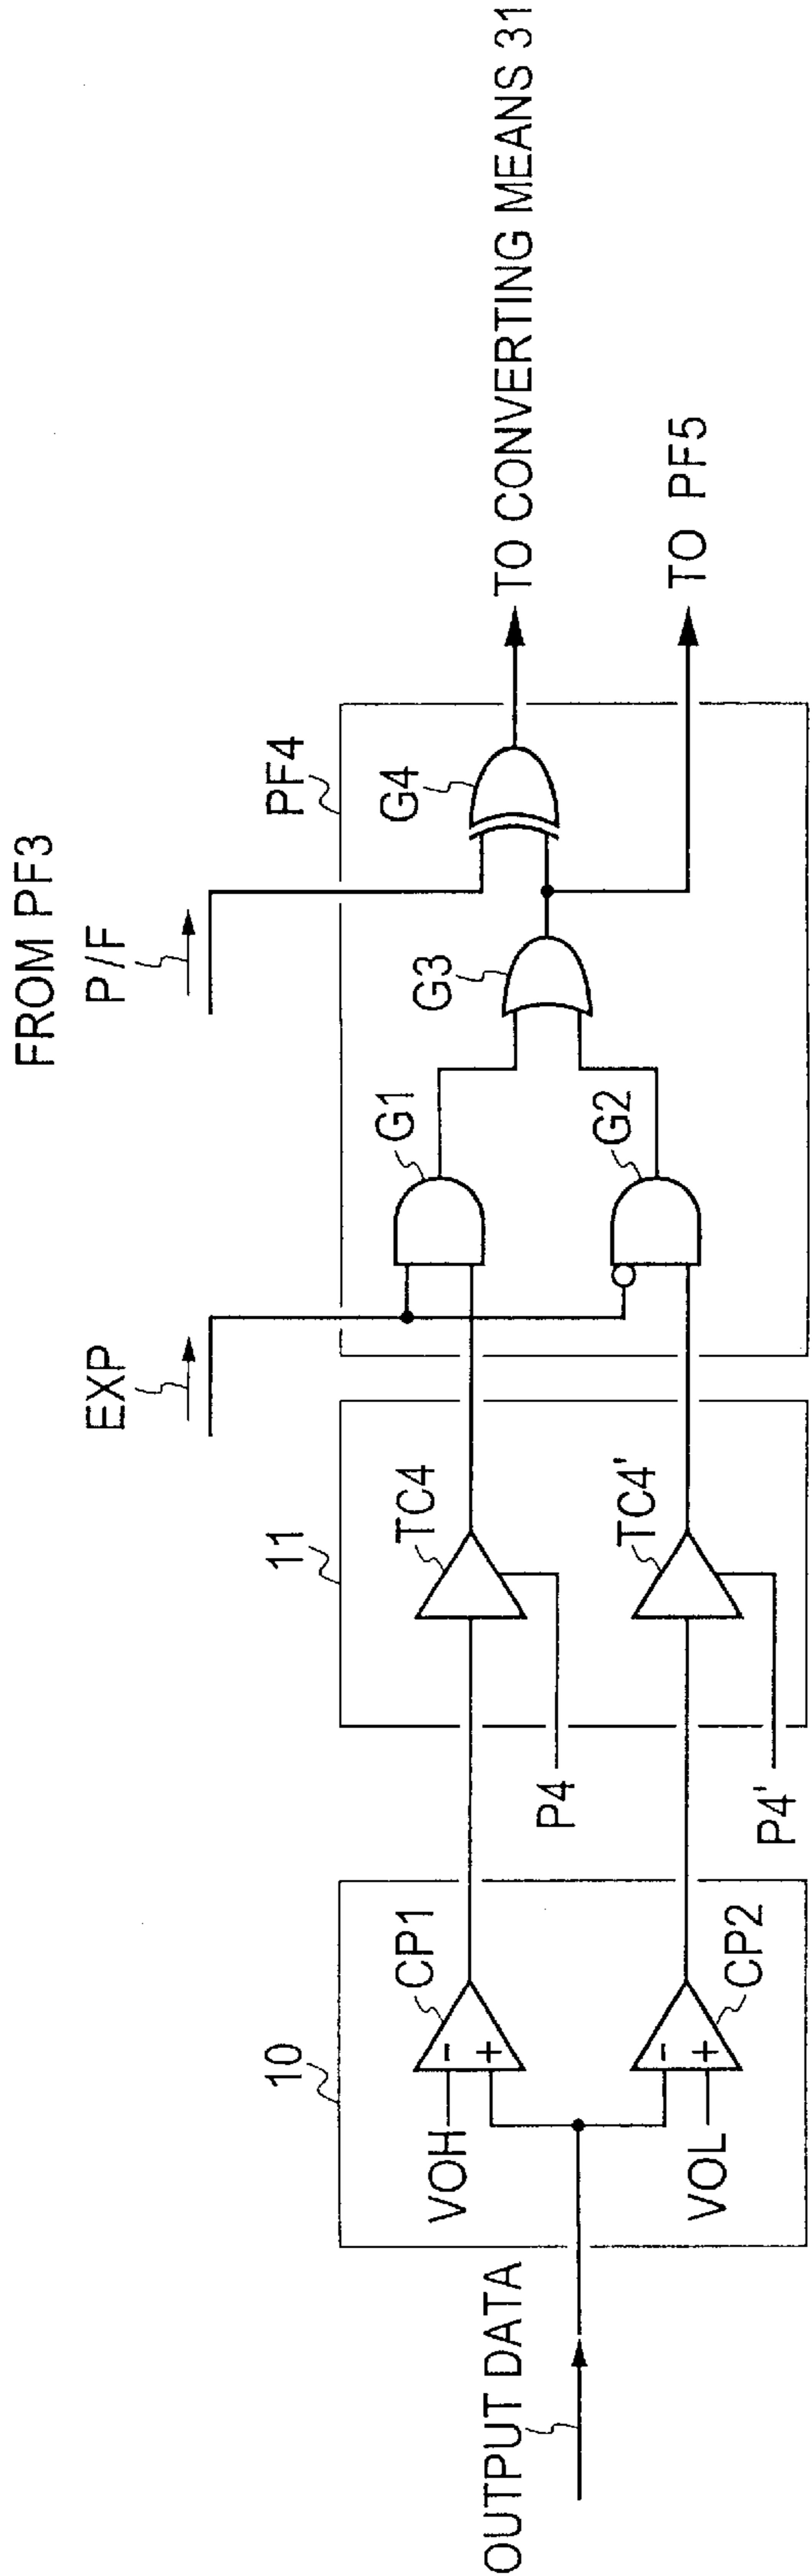 FROM PF3
P/F
EXP
PF4
11
10
G4
G3
G1
G2
TC4
TC4'
P4
P4'
CP1
CP2
VOH
VOL
-
+
-
+
OUTPUT DATA
TO CONVERTING MEANS 31
TO PF5